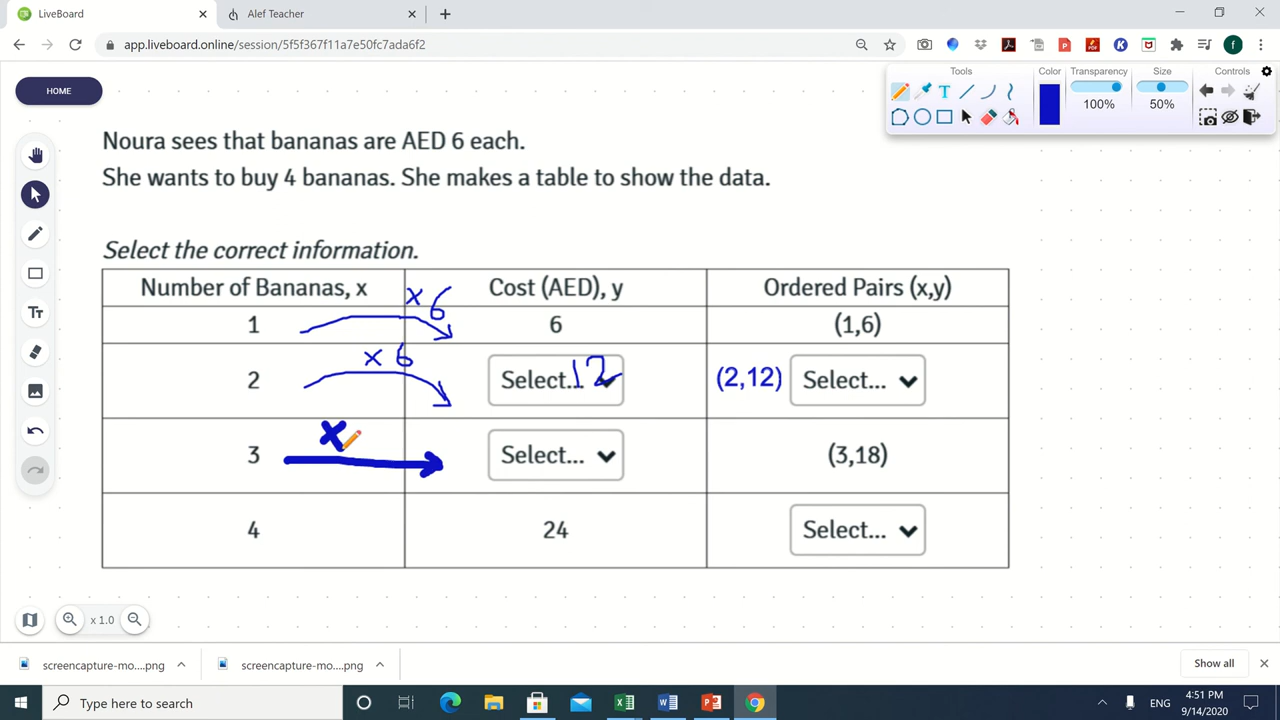 LiveBoard
Alef Teacher
app.liveboard.online/session/5f5f367f11a7e50fc7ada6f2
HOME
Tools
Color
Transparency
100%
Size
50%
Controls
Noura sees that bananas are AED 6 each.
She wants to buy 4 bananas. She makes a table to show the data.
Select the correct information.
Number of Bananas, x
Cost (AED), y
Ordered Pairs (x,y)
x 6
1
6
(1,6)
x 6
2
Select... 12
(2,12)
Select...
x
3
Select...
(3,18)
4
24
Select...
Tт
x 1.0
screencapture-mo....png
screencapture-mo....png
Show all
Type here to search
ENG
4:51 PM
9/14/2020